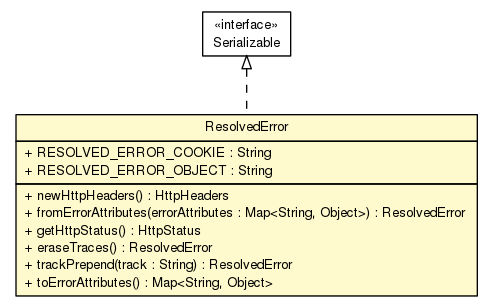 «interface»
Serializable
ResolvedError
+ RESOLVED_ERROR_COOKIE : String
+ RESOLVED_ERROR_OBJECT : String
+ newHttpHeaders() : HttpHeaders
+ fromErrorAttributes(errorAttributes : Map<String, Object>) : ResolvedError
+ getHttpStatus() : HttpStatus
+ eraseTraces() : ResolvedError
+ trackPrepend(track : String) : ResolvedError
+ toErrorAttributes() : Map<String, Object>